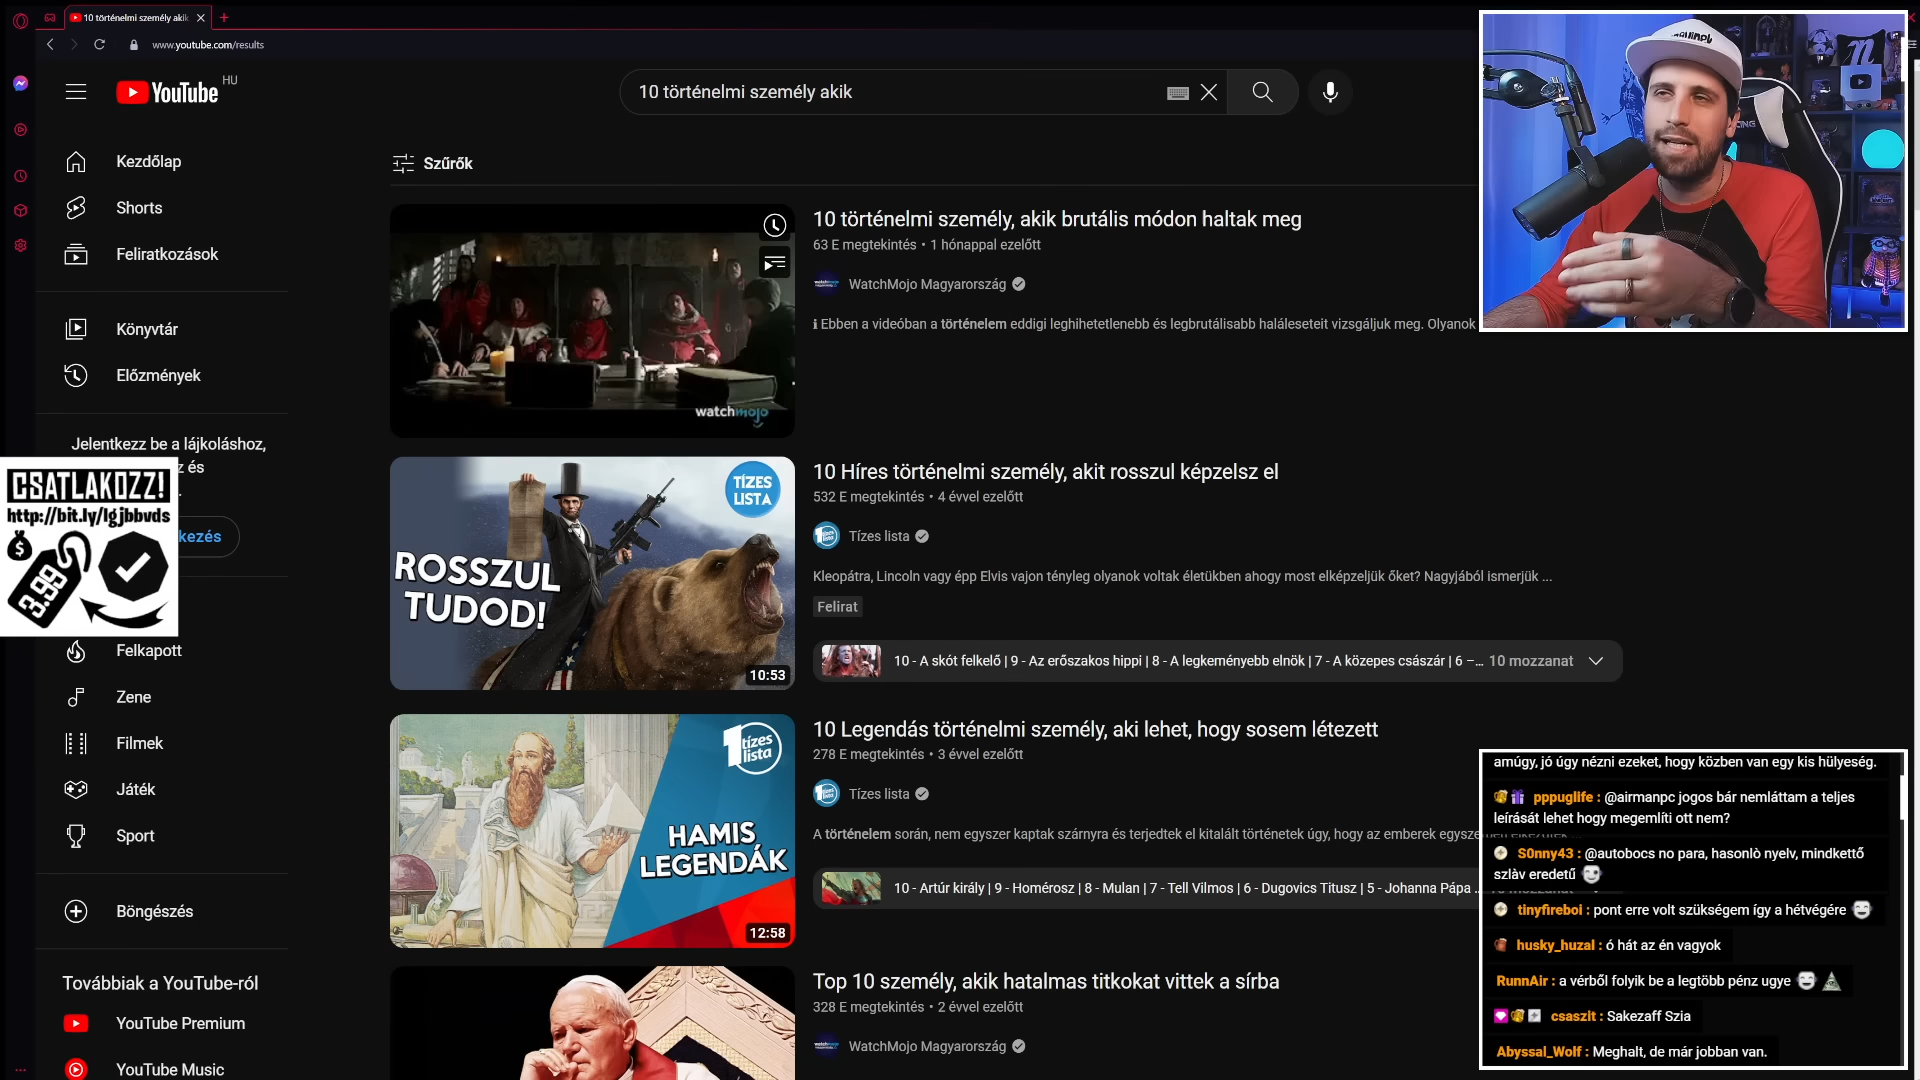 10 történelmi személy akik
www.youtube.com/results
YouTube HU
10 történelmi személy akik
Kezdőlap
Shorts
Feliratkozások
Könyvtár
Előzmények
Jelentkezz be a lájkoláshoz,
z és
.
kezés
CSATLAKOZZ!
http://bit.ly/lgjbbvds
$
3.99
Felkapott
Zene
Filmek
Játék
Sport
Böngészés
Továbbiak a YouTube-ról
YouTube Premium
YouTube Music
Szűrők
watchmojo
10 történelmi személy, akik brutális módon haltak meg
63 E megtekintés • 1 hónappal ezelőtt
WatchMojo Magyarország
ℹ Ebben a videóban a történelem eddigi leghihetetlenebb és legbrutálisabb haláleseteit vizsgáljuk meg. Olyanok
TÍZES
LISTA
ROSSZUL
TUDOD!
10:53
10 Híres történelmi személy, akit rosszul képzelsz el
532 E megtekintés • 4 évvel ezelőtt
Tízes lista
Kleopátra, Lincoln vagy épp Elvis vajon tényleg olyanok voltak életükben ahogy most elképzeljük őket? Nagyjából ismerjük ...
Felirat
10 - A skót felkelő | 9 - Az erőszakos hippi | 8 - A legkeményebb elnök | 7 - A közepes császár | 6 –... 10 mozzanat
1 tízes
lista
HAMIS
LEGENDÁK
12:58
10 Legendás történelmi személy, aki lehet, hogy sosem létezett
278 E megtekintés • 3 évvel ezelőtt
Tízes lista
A történelem során, nem egyszer kaptak szárnyra és terjedtek el kitalált történetek úgy, hogy az emberek egysze
10 - Artúr király | 9 - Homérosz | 8 - Mulan | 7 - Tell Vilmos | 6 - Dugovics Titusz | 5 - Johanna Pápa ...
Top 10 személy, akik hatalmas titkokat vittek a sírba
328 E megtekintés • 2 évvel ezelőtt
WatchMojo Magyarország
amúgy, jó úgy nézni ezeket, hogy közben van egy kis hülyeség.
pppuglife : @airmanpc jogos bár nemláttam a teljes
leírását lehet hogy megemlíti ott nem?
S0nny43 : @autobocs no para, hasonlò nyelv, mindkettő
szlàv eredetű
tinyfireboi : pont erre volt szükségem így a hétvégére
husky_huzal : ó hát az én vagyok
RunnAir : a vérből folyik be a legtöbb pénz ugye
csaszit : Sakezaff Szia
Abyssal_Wolf : Meghalt, de már jobban van.